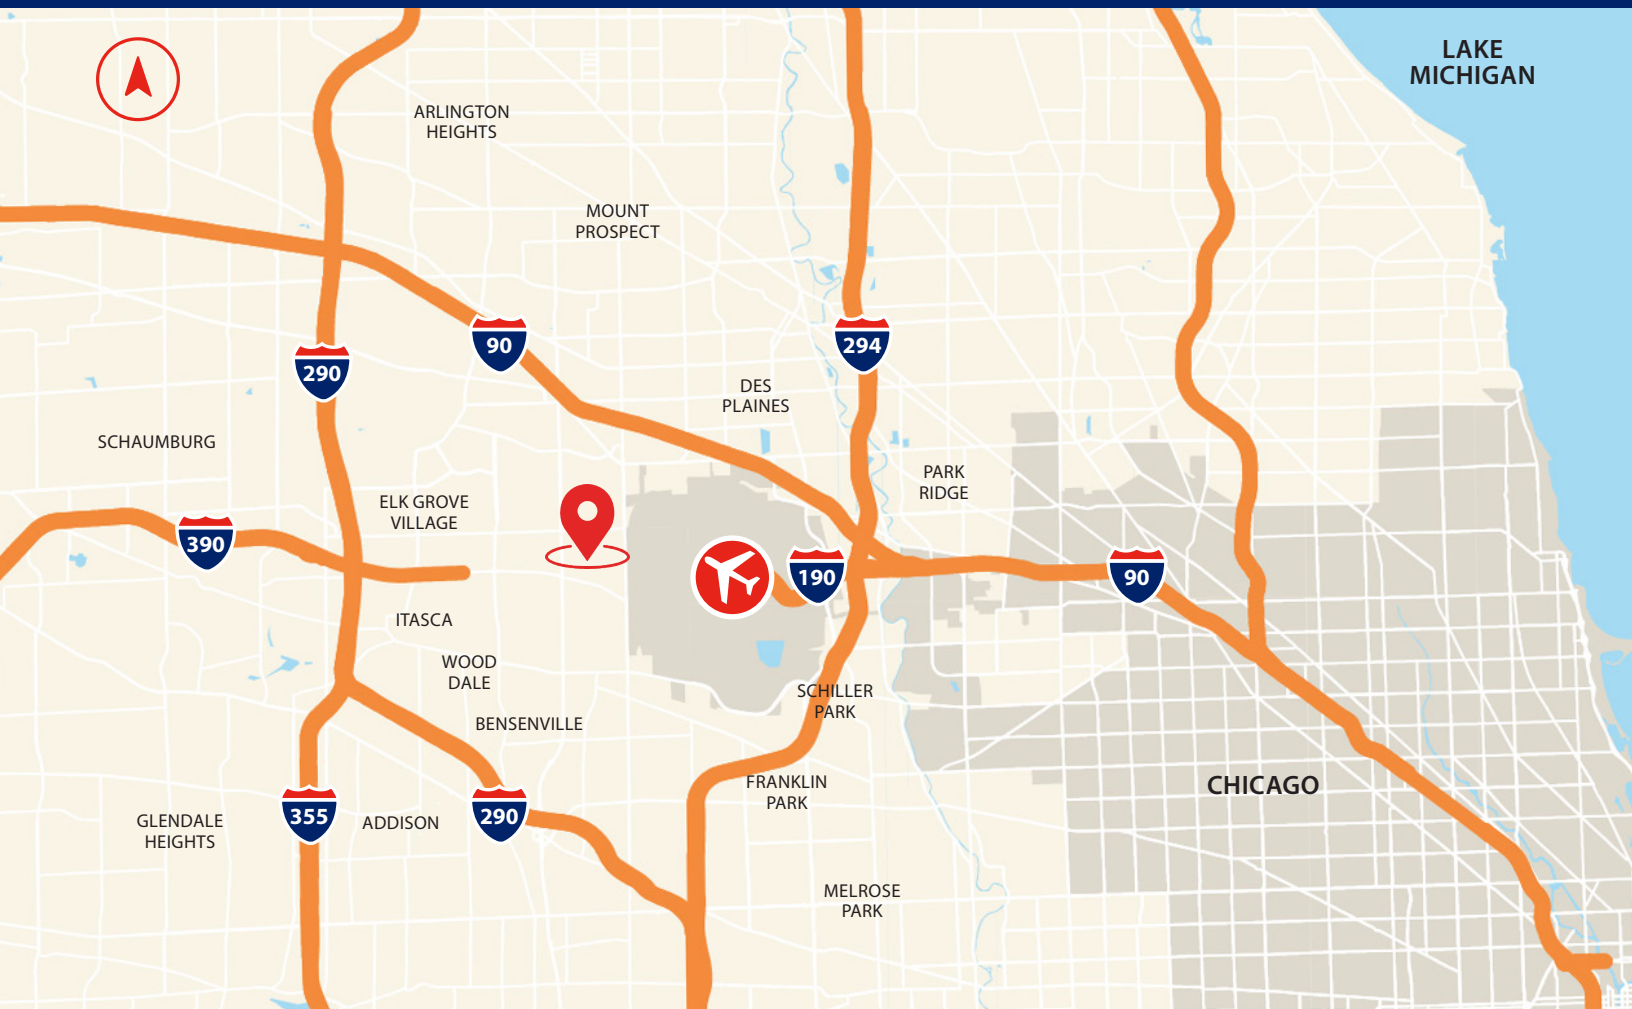 LAKE
MICHIGAN
ARLINGTON
HEIGHTS
MOUNT
PROSPECT
90
294
290
DES
PLAINES
SCHAUMBURG
PARK
RIDGE
ELK GROVE
VILLAGE
390
190
90
ITASCA
WOOD
DALE
SCHILLER
PARK
BENSENVILLE
FRANKLIN
PARK
CHICAGO
355
290
GLENDALE
HEIGHTS
ADDISON
MELROSE
PARK